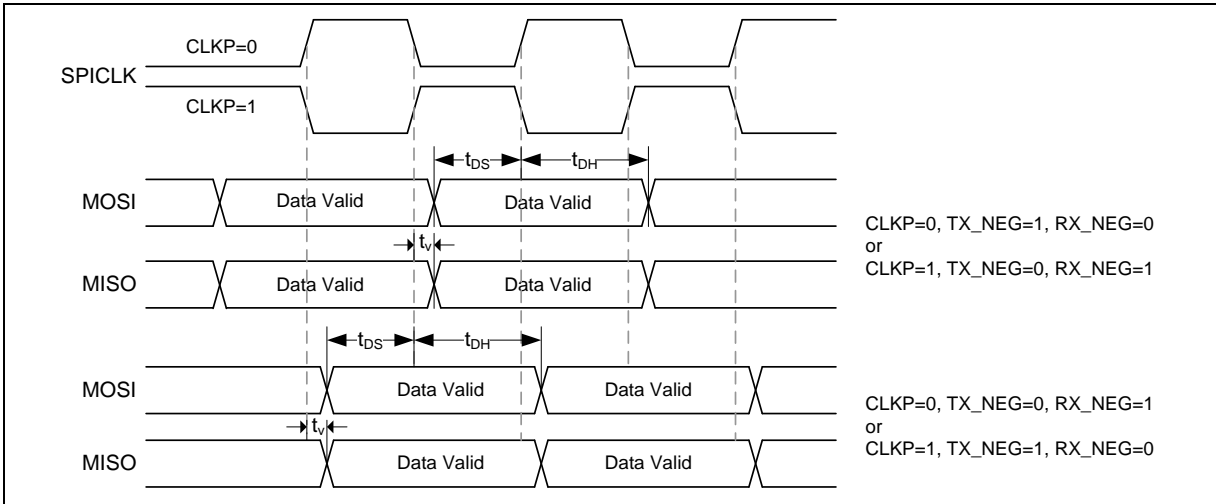 CLKP=0
SPICLK
CLKP=1
tDS tDH
MOSI Data Valid Data Valid
CLKP=0, TX_NEG=1, RX_NEG=0
or
CLKP=1, TX_NEG=0, RX_NEG=1
tv
MISO Data Valid Data Valid
tDS tDH
MOSI Data Valid Data Valid
CLKP=0, TX_NEG=0, RX_NEG=1
or
CLKP=1, TX_NEG=1, RX_NEG=0
tv
MISO Data Valid Data Valid